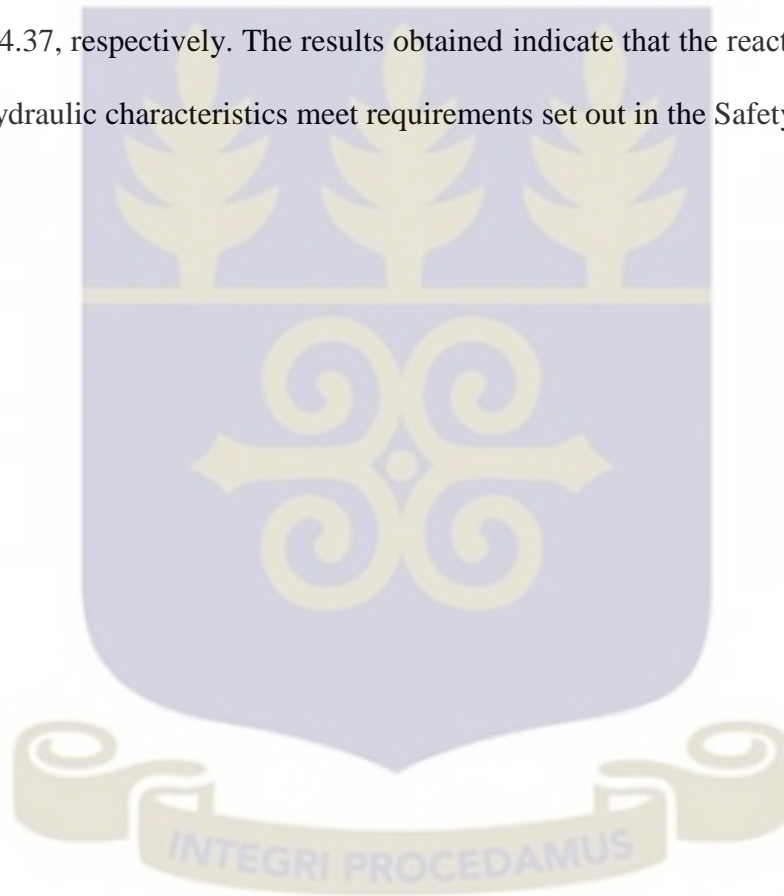 4.37, respectively. The results obtained indicate that the react
ydraulic characteristics meet requirements set out in the Safety
INTEGRI PROCEDAMUS